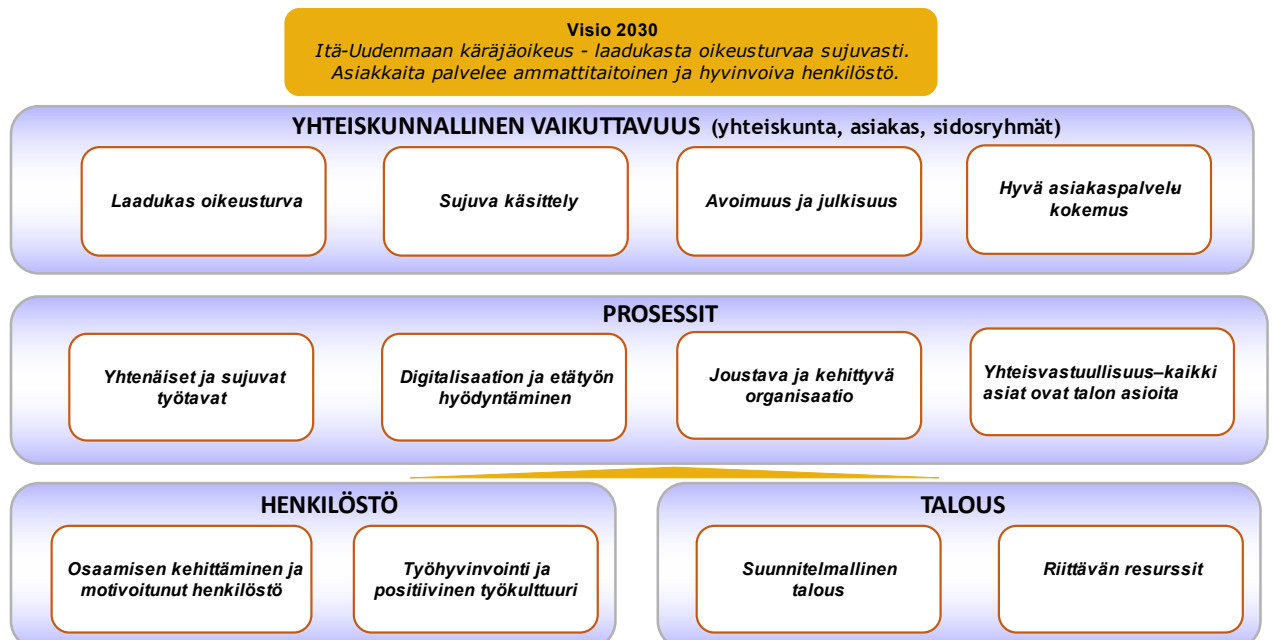 Visio 2030
Itä-Uudenmaan käräjäoikeus - laadukasta oikeusturvaa sujuvasti.
Asiakkaita palvelee ammattitaitoinen ja hyvinvoiva henkilöstö.
YHTEISKUNNALLINEN VAIKUTTAVUUS (yhteiskunta, asiakas, sidosryhmät)
Laadukas oikeusturva
Sujuva käsittely
Avoimuus ja julkisuus
Hyvä asiakaspalvelu-
kokemus
PROSESSIT
Yhtenäiset ja sujuvat
työtavat
Digitalisaation ja etätyön
hyödyntäminen
Joustava ja kehittyvä
organisaatio
Yhteisvastuullisuus–kaikki
asiat ovat talon asioita
HENKILÖSTÖ
Osaamisen kehittäminen ja
motivoitunut henkilöstö
Työhyvinvointi ja
positiivinen työkulttuuri
TALOUS
Suunnitelmallinen
talous
Riittävän resurssit